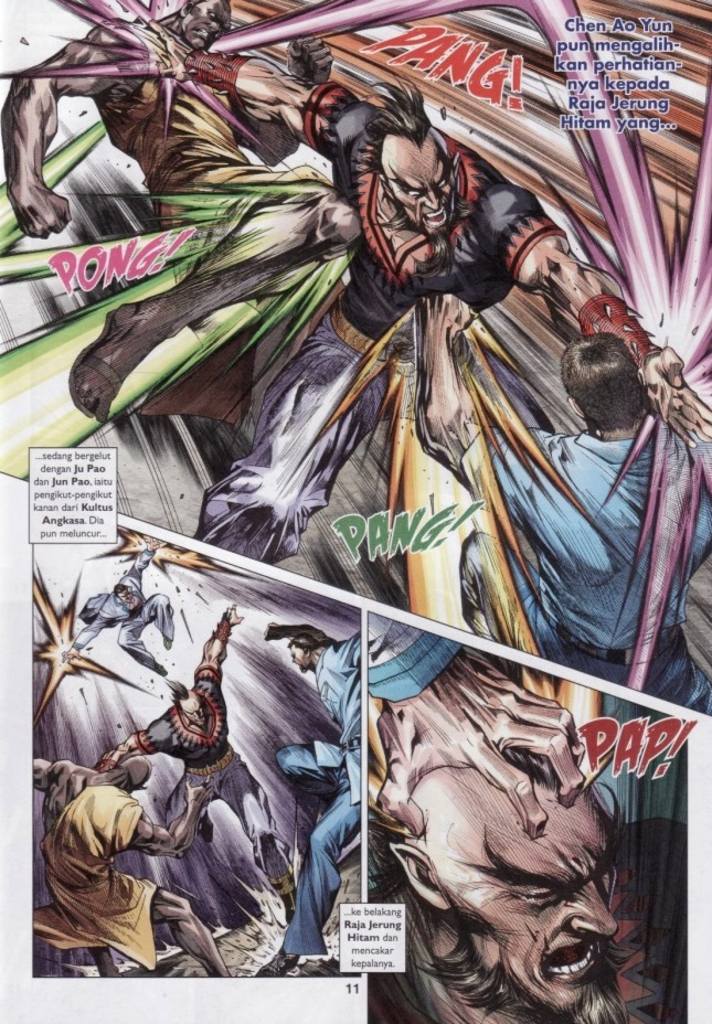 Chen Ao Yun
pun mengalih-
kan perhatian-
nya kepada
Raja Jerung
Hitam yang...
PANG!
PONG!
...sedang bergelut
dengan Ju Pao
dan Jun Pao, iaitu
pengikut-pengikut
kanan dari Kultus
Angkasa. Dia
pun meluncur...
PANG!
PAP!
...ke belakang
Raja Jerung
Hitam dan
mencakar
kepalanya.
11